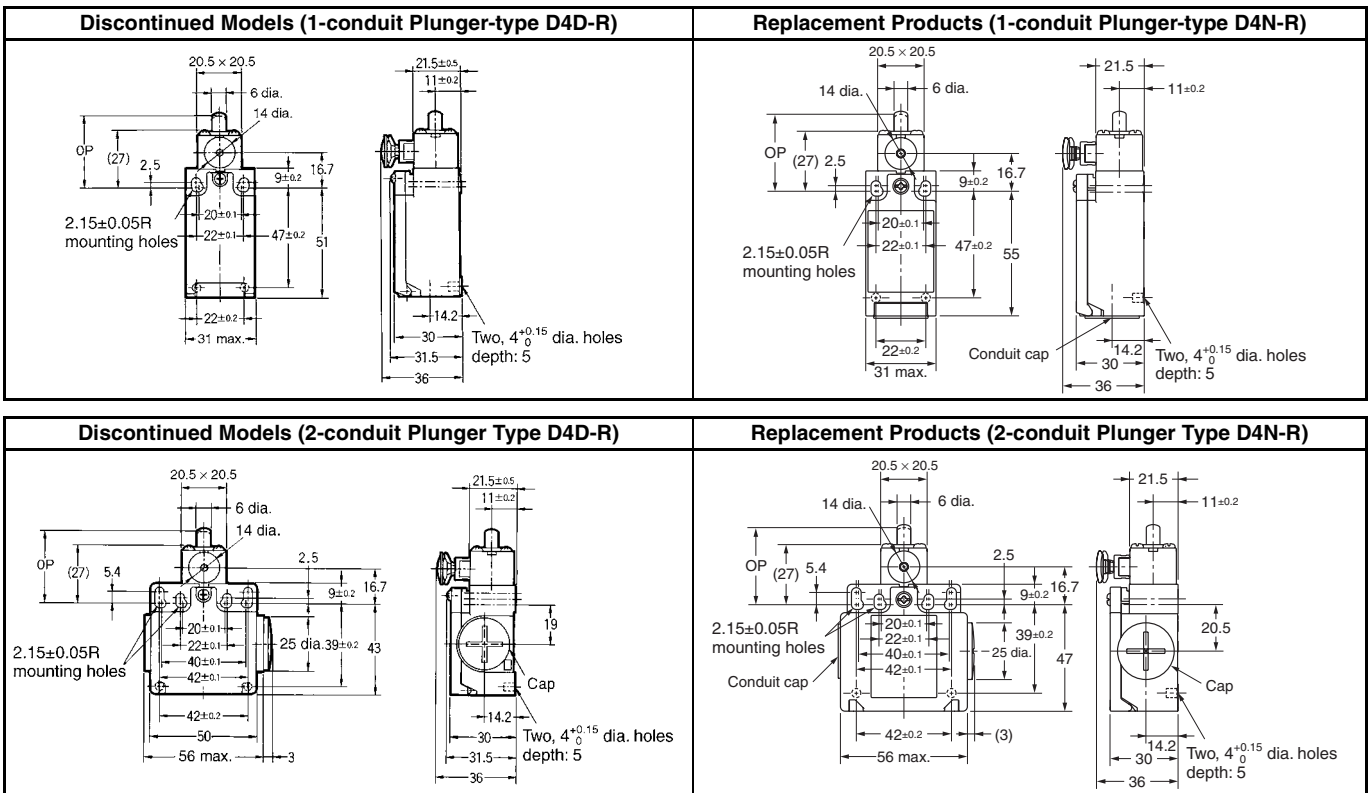 Discontinued Models (1-conduit Plunger-type D4D-R)
20.5 × 20.5
6 dia.
14 dia.
OP
(27)
2.5
9±0.2
16.7
2.15±0.05R
mounting holes
20±0.1
22±0.1
47±0.2
51
22±0.2
31 max.
21.5±0.5
11±0.2
14.2
30
31.5
36
Two, 4 +0.15 0 dia. holes
depth: 5
Replacement Products (1-conduit Plunger-type D4N-R)
20.5 × 20.5
14 dia.
6 dia.
OP
(27)
2.5
9±0.2
16.7
2.15±0.05R
mounting holes
20±0.1
22±0.1
47±0.2
55
22±0.2
31 max.
21.5
11±0.2
Conduit cap
14.2
30
36
Two, 4 +0.15 0 dia. holes
depth: 5
Discontinued Models (2-conduit Plunger Type D4D-R)
20.5 × 20.5
6 dia.
14 dia.
OP
(27)
5.4
2.5
9±0.2
16.7
2.15±0.05R
mounting holes
20±0.1
22±0.1
40±0.1
42±0.1
25 dia.
39±0.2
43
42±0.2
50
56 max.
3
21.5±0.5
11±0.2
19
Cap
14.2
30
31.5
36
Two, 4 +0.15 0 dia. holes
depth: 5
Replacement Products (2-conduit Plunger Type D4N-R)
20.5 × 20.5
14 dia.
6 dia.
OP
(27)
5.4
2.5
9±0.2
16.7
2.15±0.05R
mounting holes
Conduit cap
20±0.1
22±0.1
40±0.1
42±0.1
25 dia.
39±0.2
47
42±0.2
(3)
56 max.
21.5
11±0.2
20.5
Cap
14.2
30
36
Two, 4 +0.15 0 dia. holes
depth: 5